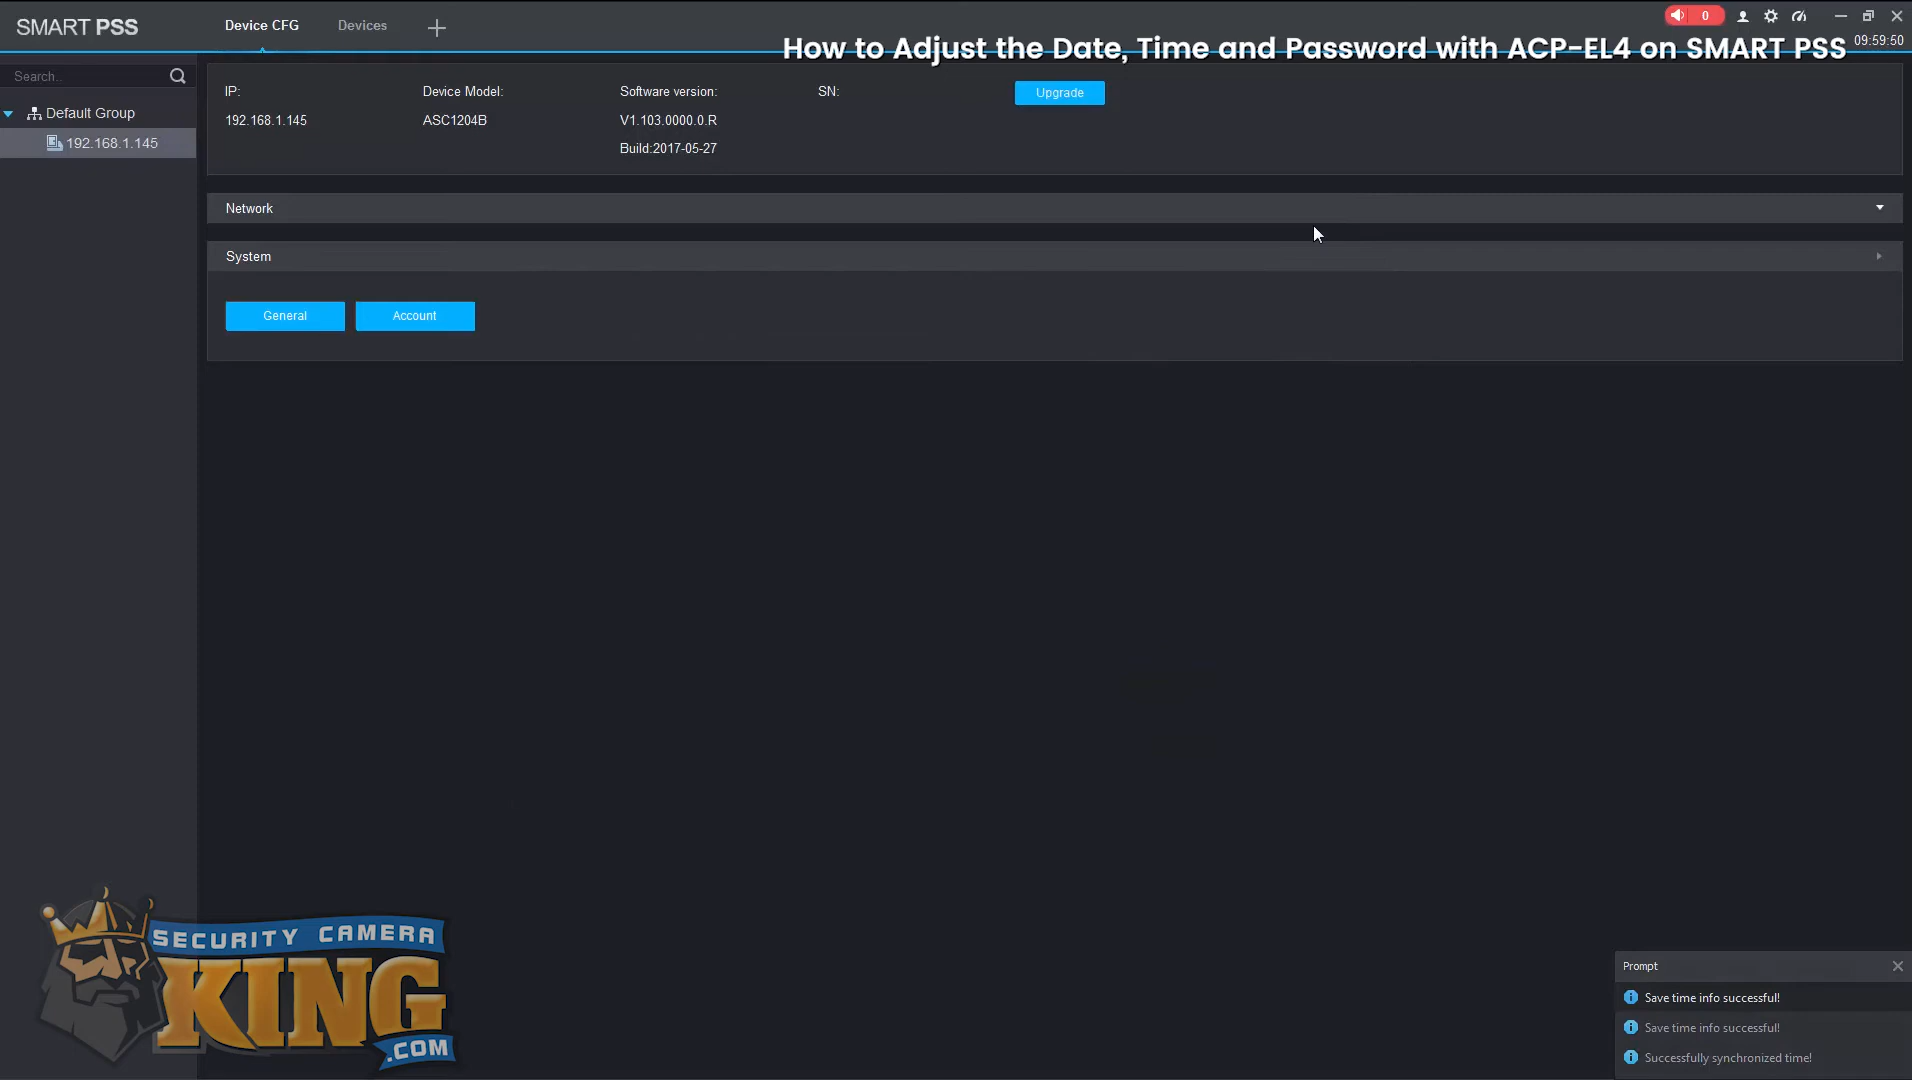 SMART PSS
Device CFG
Devices
0
How to Adjust the Date, Time and Password with ACP-EL4 on SMART PSS
09:59:50
Search...
IP:
Device Model:
Software version:
SN:
Upgrade
Default Group
192.168.1.145
ASC1204B
V1.103.0000.0.R
192.168.1.145
Build:2017-05-27
Network
System
General
Account
SECURITY CAMERA
KING
.COM
Prompt
Save time info successful!
Save time info successful!
Successfully synchronized time!